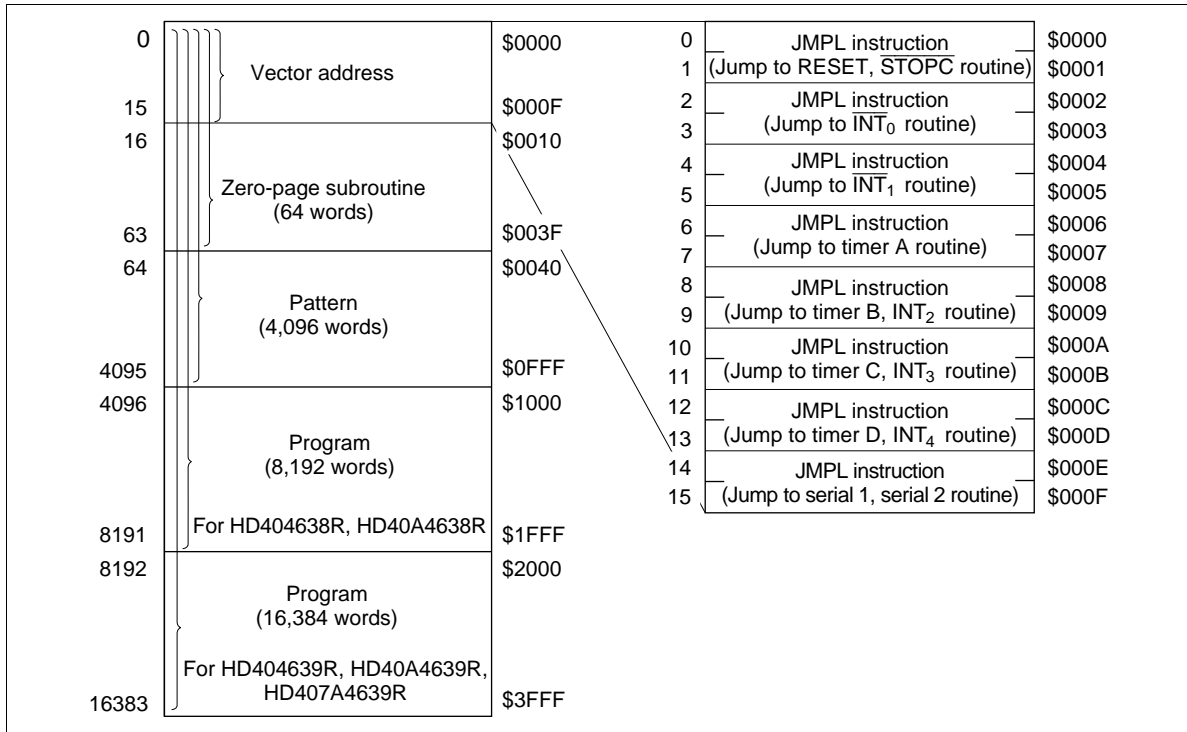 0
$0000
Vector address
15
$000F
16
$0010
Zero-page subroutine
(64 words)
63
$003F
64
$0040
Pattern
(4,096 words)
4095
$0FFF
4096
$1000
Program
(8,192 words)
For HD404638R, HD40A4638R
8191
$1FFF
8192
$2000
Program
(16,384 words)
For HD404639R, HD40A4639R,
HD407A4639R
16383
$3FFF
0 JMPL instruction $0000
1 (Jump to RESET, STOPC routine) $0001
2 JMPL instruction $0002
3 (Jump to INT0 routine) $0003
4 JMPL instruction $0004
5 (Jump to INT1 routine) $0005
6 JMPL instruction $0006
7 (Jump to timer A routine) $0007
8 JMPL instruction $0008
9 (Jump to timer B, INT2 routine) $0009
10 JMPL instruction $000A
11 (Jump to timer C, INT3 routine) $000B
12 JMPL instruction $000C
13 (Jump to timer D, INT4 routine) $000D
14 JMPL instruction $000E
15 (Jump to serial 1, serial 2 routine) $000F